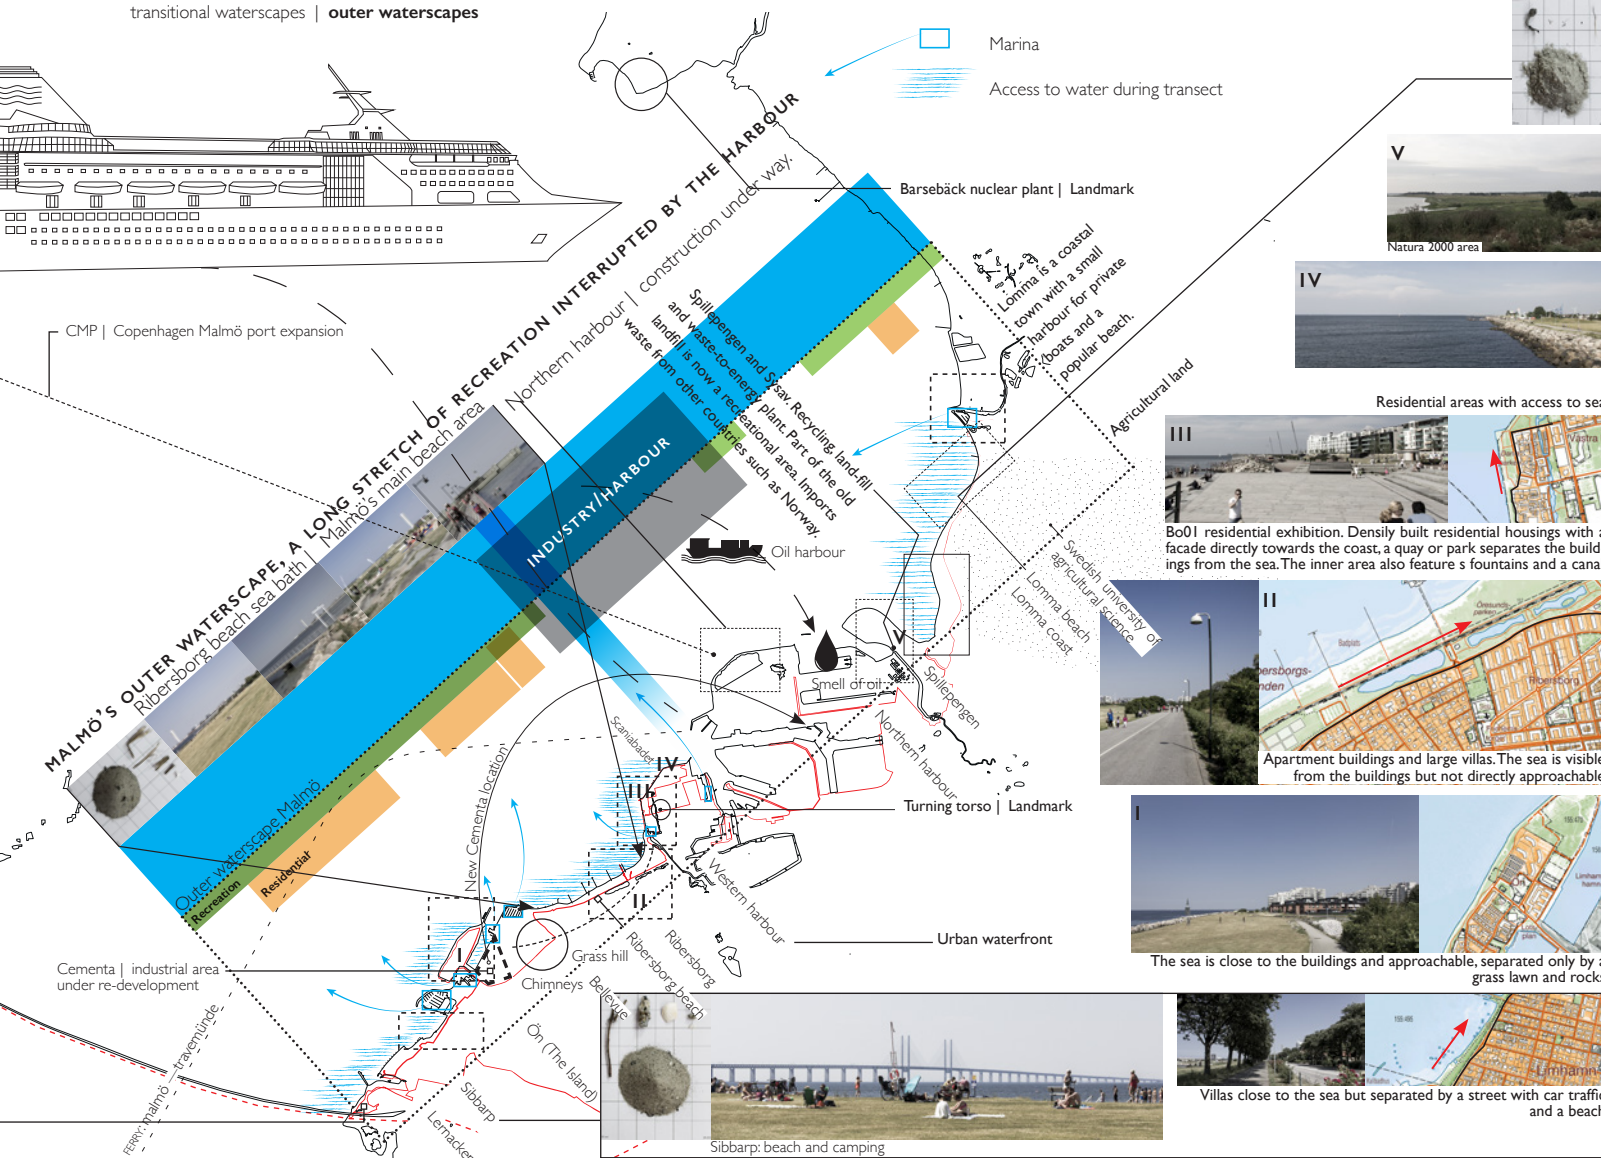 transitional waterscapes | outer waterscapes
Marina
Access to water during transect
Barsebäck nuclear plant | Landmark
MALMÖ'S OUTER WATERSCAPE, A LONG STRETCH OF RECREATION INTERRUPTED BY THE HARBOUR
Ribersborg beach sea bath | Malmö's main beach area
Northern harbour | construction under way.
CMP | Copenhagen Malmö port expansion
Spillepengen and Sysav. Recycling, land-fill
and waste-to-energy plant. Part of the old
landfill is now a recreational area. Imports
waste from other countries such as Norway.
Lomma is a coastal
town with a small
harbour for private
boats and a
popular beach.
Agricultural land
INDUSTRY/HARBOUR
Oil harbour
Smell of oil
Swedish university of
agricultural science
Lomma beach
Lomma coast
V
Spillepengen
Northern harbour
Scaniabadet
IV
III
Turning torso | Landmark
Western harbour
II
Urban waterfront
New Cementa location
Outer waterscape Malmö
Recreation
Residential
Cementa | industrial area
under re-development
I
Grass hill
Chimneys
Bellevue
Ribersborg beach
Ribersborg
Ön (The Island)
Sibbarp
Lernacken
FERRY: malmö — travemünde
Sibbarp: beach and camping
V
Natura 2000 area
IV
Residential areas with access to sea
III
Västra
Bo01 residential exhibition. Densily built residential housings with a
facade directly towards the coast, a quay or park separates the build-
ings from the sea. The inner area also feature s fountains and a canal
II
Öresunds
parken
Badplats
Ribersborg
Apartment buildings and large villas. The sea is visible
from the buildings but not directly approachable
I
Ön
Limhamn
The sea is close to the buildings and approachable, separated only by a
grass lawn and rocks
Limhamn
Villas close to the sea but separated by a street with car traffic
and a beach